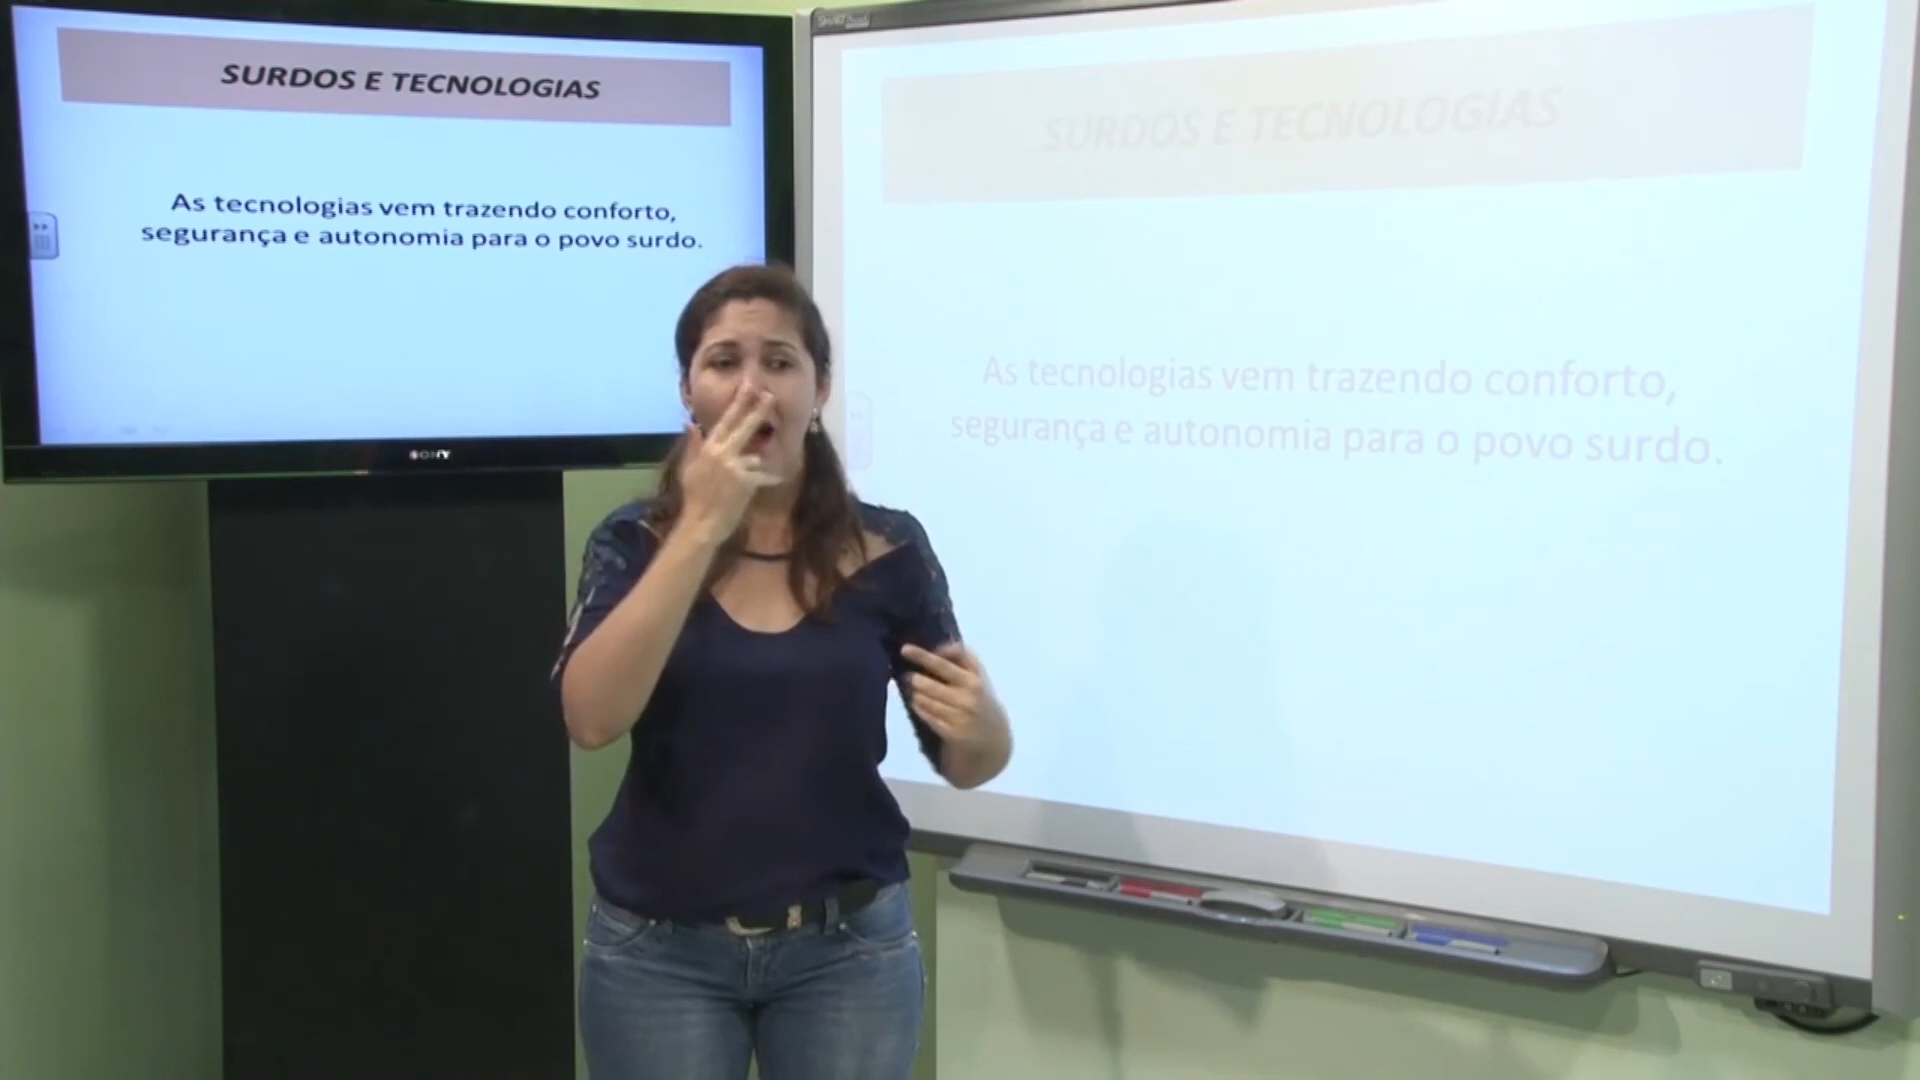 SURDOS E TECNOLOGIAS
As tecnologias vem trazendo conforto,
segurança e autonomia para o povo surdo.
SONY
SURDOS E TECNOLOGIAS
As tecnologias vem trazendo conforto,
segurança e autonomia para o povo surdo.